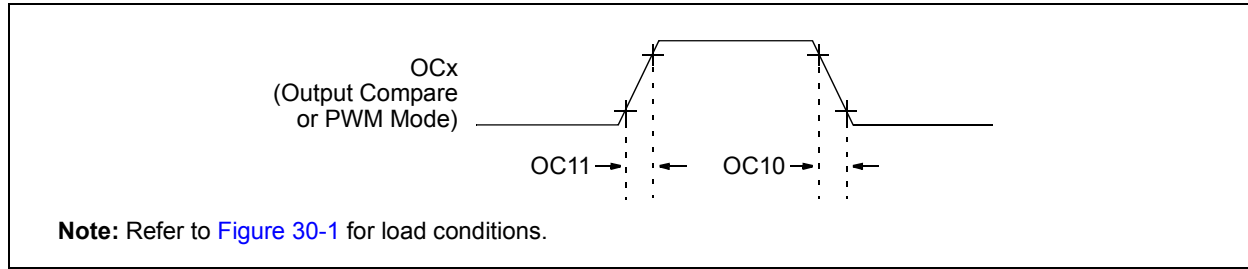 OCx
(Output Compare
or PWM Mode)
OC11
OC10
Note: Refer to Figure 30-1 for load conditions.